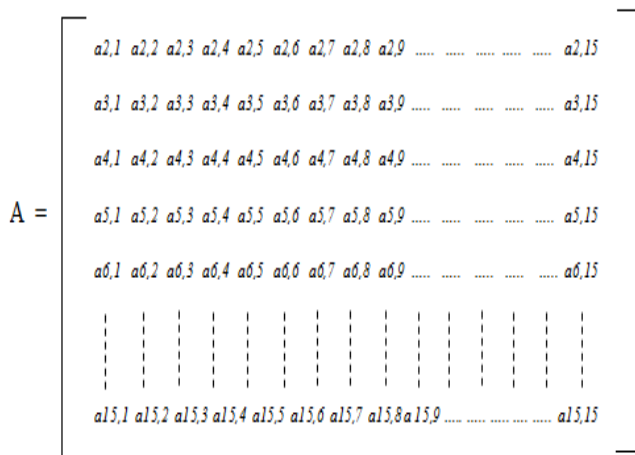 a2,1 a2,2 a2,3 a2,4 a2,5 a2,6 a2,7 a2,8 a2,9 ..... ..... ..... ..... ..... a2,15
a3,1 a3,2 a3,3 a3,4 a3,5 a3,6 a3,7 a3,8 a3,9 ..... ..... ..... ..... ..... a3,15
a4,1 a4,2 a4,3 a4,4 a4,5 a4,6 a4,7 a4,8 a4,9 ..... ..... ..... ..... ..... a4,15
A = a5,1 a5,2 a5,3 a5,4 a5,5 a5,6 a5,7 a5,8 a5,9 ..... ..... ..... ..... ..... a5,15
a6,1 a6,2 a6,3 a6,4 a6,5 a6,6 a6,7 a6,8 a6,9 ..... ..... ..... ..... ..... a6,15
a15,1 a15,2 a15,3 a15,4 a15,5 a15,6 a15,7 a15,8 a15,9 ..... ..... ..... ..... ..... a15,15